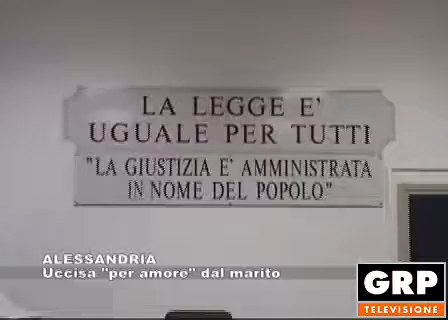 LA LEGGE E'
UGUALE PER TUTTI
"LA GIUSTIZIA E' AMMINISTRATA
IN NOME DEL POPOLO"
ALESSANDRIA
Uccisa "per amore" dal marito
GRP
TELEVISIONE